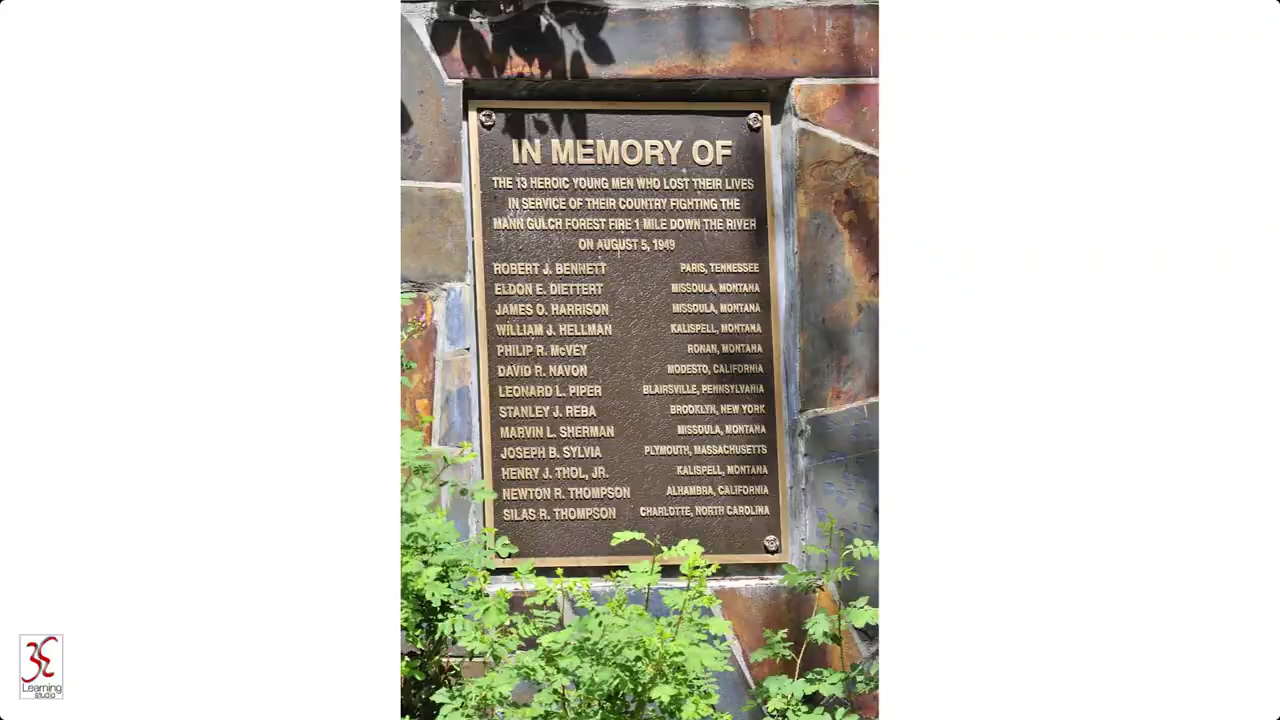 IN MEMORY OF
THE 13 HEROIC YOUNG MEN WHO LOST THEIR LIVES
IN SERVICE OF THEIR COUNTRY FIGHTING THE
MANN GULCH FOREST FIRE 1 MILE DOWN THE RIVER
ON AUGUST 5, 1949
ROBERT J. BENNETT PARIS, TENNESSEE
ELDON E. DIETTERT MISSOULA, MONTANA
JAMES O. HARRISON MISSOULA, MONTANA
WILLIAM J. HELLMAN KALISPELL, MONTANA
PHILIP R. McVEY RONAN, MONTANA
DAVID R. NAVON MODESTO, CALIFORNIA
LEONARD L. PIPER BLAIRSVILLE, PENNSYLVANIA
STANLEY J. REBA BROOKLYN, NEW YORK
MARVIN L. SHERMAN MISSOULA, MONTANA
JOSEPH B. SYLVIA PLYMOUTH, MASSACHUSETTS
HENRY J. THOL, JR. KALISPELL, MONTANA
NEWTON R. THOMPSON ALHAMBRA, CALIFORNIA
SILAS R. THOMPSON CHARLOTTE, NORTH CAROLINA
Learning
studio